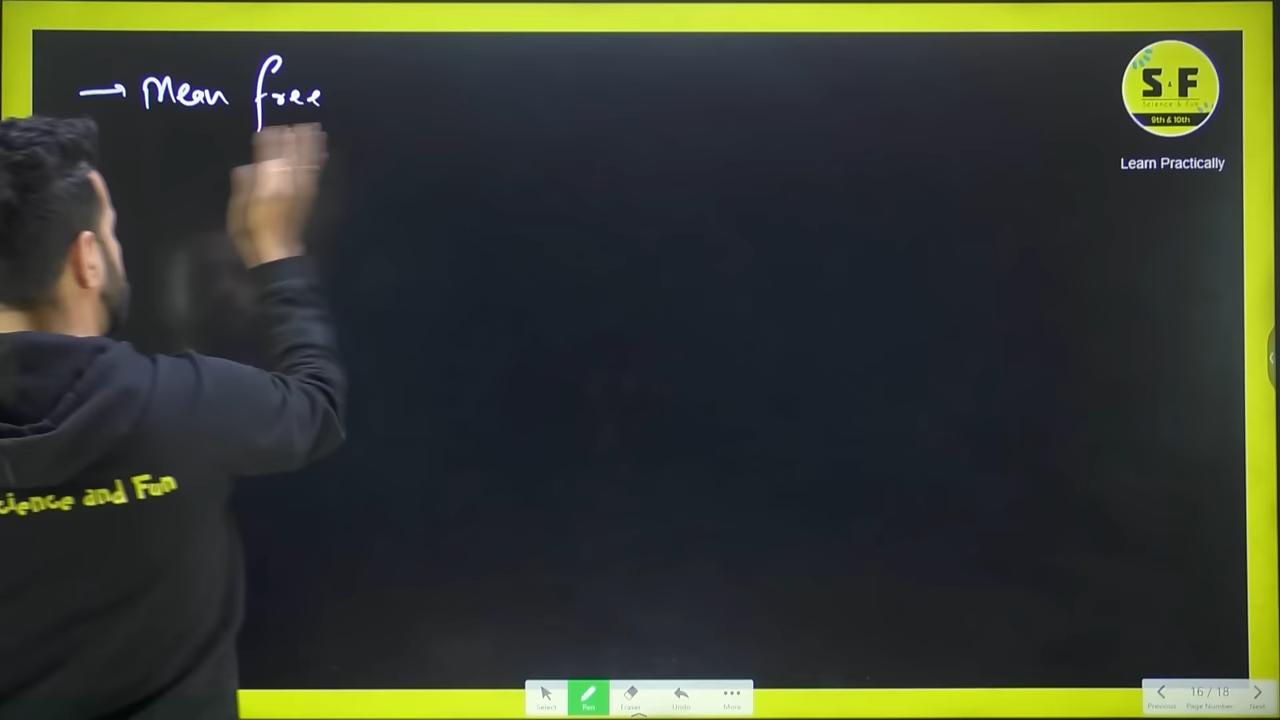 → Mean free
S & F
Science & Fun
9th & 10th
Learn Practically
cience and Fun
Select Pen Eraser Undo More
16 / 18
Previous Page Number Next